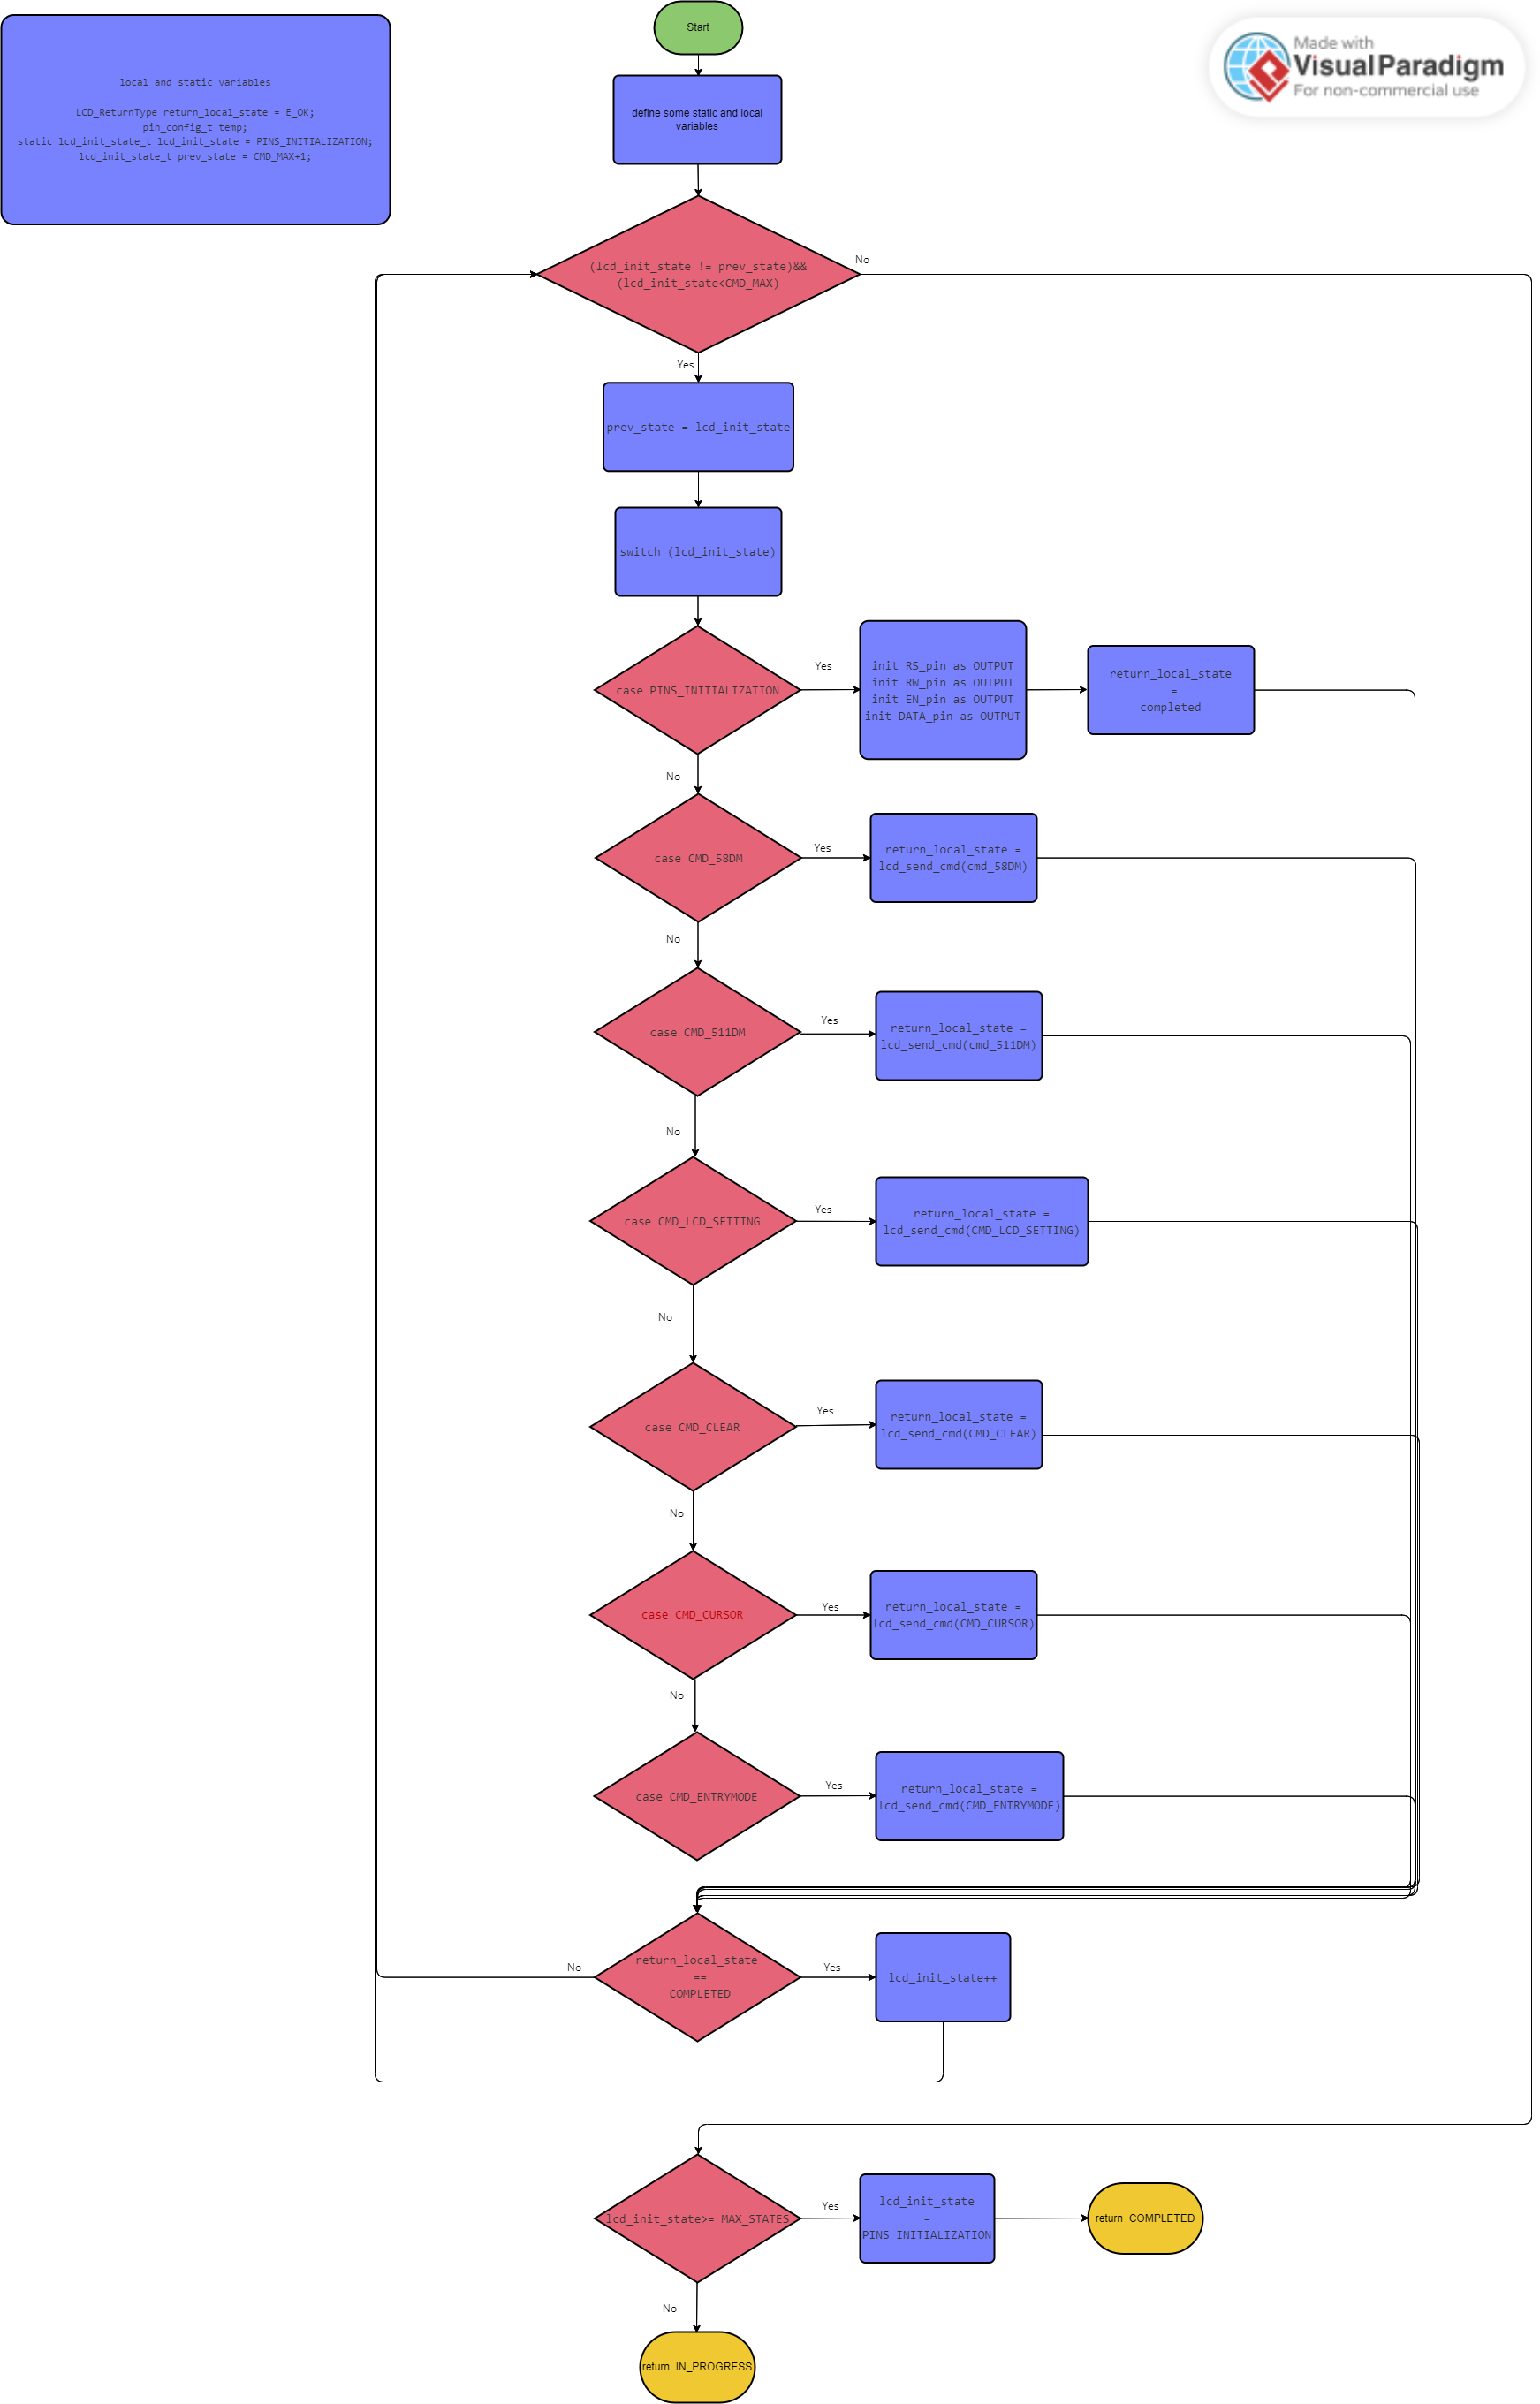 Start
Made with
Visual Paradigm
For non-commercial use
local and static variables
LCD_ReturnType return_local_state = E_OK;
pin_config_t temp;
static lcd_init_state_t lcd_init_state = PINS_INITIALIZATION;
lcd_init_state_t prev_state = CMD_MAX+1;
define some static and local
variables
(lcd_init_state != prev_state)&&
(lcd_init_state<CMD_MAX)
No
Yes
prev_state = lcd_init_state
switch (lcd_init_state)
case PINS_INITIALIZATION
Yes
init RS_pin as OUTPUT
init RW_pin as OUTPUT
init EN_pin as OUTPUT
init DATA_pin as OUTPUT
return_local_state
=
completed
No
case CMD_58DM
Yes
return_local_state =
lcd_send_cmd(cmd_58DM)
No
case CMD_511DM
Yes
return_local_state =
lcd_send_cmd(cmd_511DM)
No
case CMD_LCD_SETTING
Yes
return_local_state =
lcd_send_cmd(CMD_LCD_SETTING)
No
case CMD_CLEAR
Yes
return_local_state =
lcd_send_cmd(CMD_CLEAR)
No
case CMD_CURSOR
Yes
return_local_state =
lcd_send_cmd(CMD_CURSOR)
No
case CMD_ENTRYMODE
Yes
return_local_state =
lcd_send_cmd(CMD_ENTRYMODE)
No
return_local_state
==
COMPLETED
Yes
lcd_init_state++
lcd_init_state>= MAX_STATES
Yes
lcd_init_state
=
PINS_INITIALIZATION
return COMPLETED
No
return IN_PROGRESS